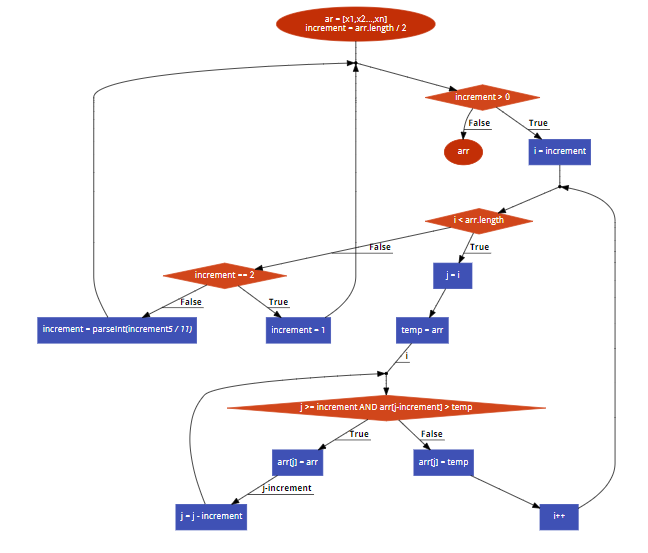 ar = [x1,x2...,xn]
increment = arr.length / 2
increment > 0
False
True
arr
i = increment
i < arr.length
False
True
increment == 2
j = i
False
True
increment = parseInt(increment5 / 11)
increment = 1
temp = arr
i
j >= increment AND arr[j-increment] > temp
True
False
arr[j] = arr
arr[j] = temp
j-increment
j = j - increment
i++